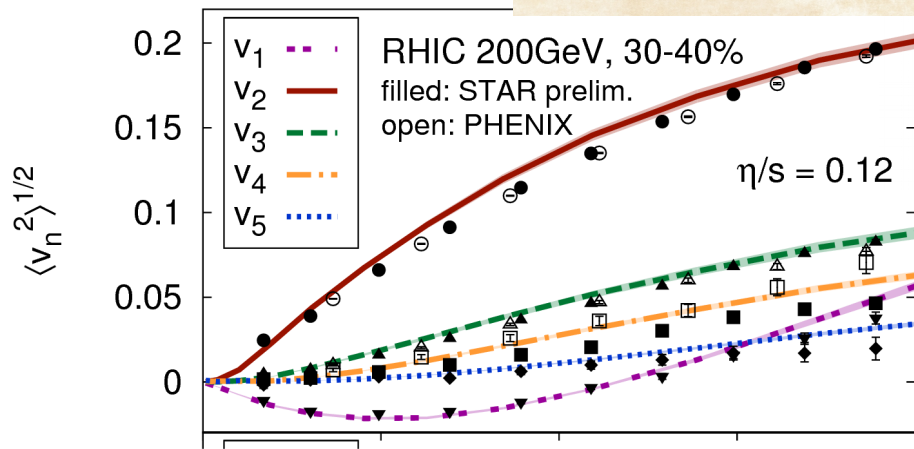 0.2
0.15
0.1
0.05
0
⟨vₙ²⟩¹/²
v₁
v₂
v₃
v₄
v₅
RHIC 200GeV, 30-40%
filled: STAR prelim.
open: PHENIX
η/s = 0.12